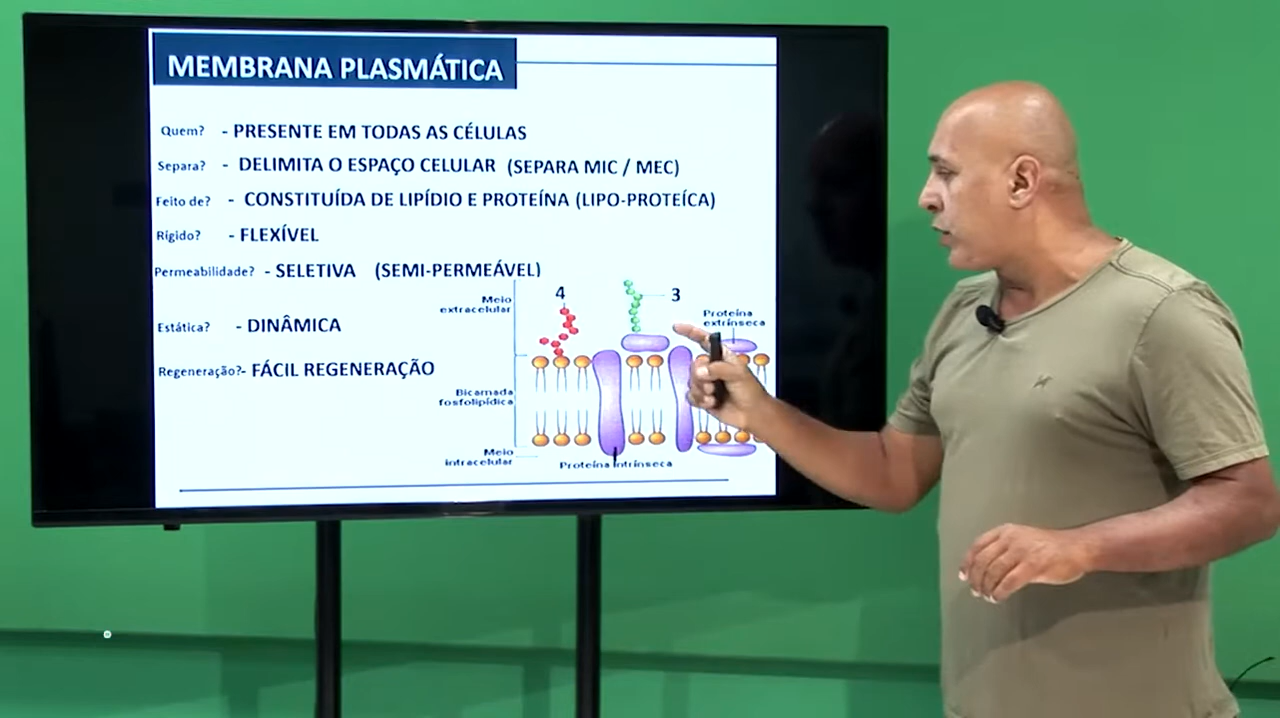 MEMBRANA PLASMÁTICA
Quem? - PRESENTE EM TODAS AS CÉLULAS
Separa? - DELIMITA O ESPAÇO CELULAR (SEPARA MIC / MEC)
Feito de? - CONSTITUÍDA DE LIPÍDIO E PROTEÍNA (LIPO-PROTEÍCA)
Rígido? - FLEXÍVEL
Permeabilidade? - SELETIVA (SEMI-PERMEÁVEL)
Estática? - DINÂMICA
Regeneração?- FÁCIL REGENERAÇÃO
Meio
extracelular
4
3
Proteína
extrínseca
Bicamada
fosfolipídica
Meio
intracelular
Proteína intrínseca